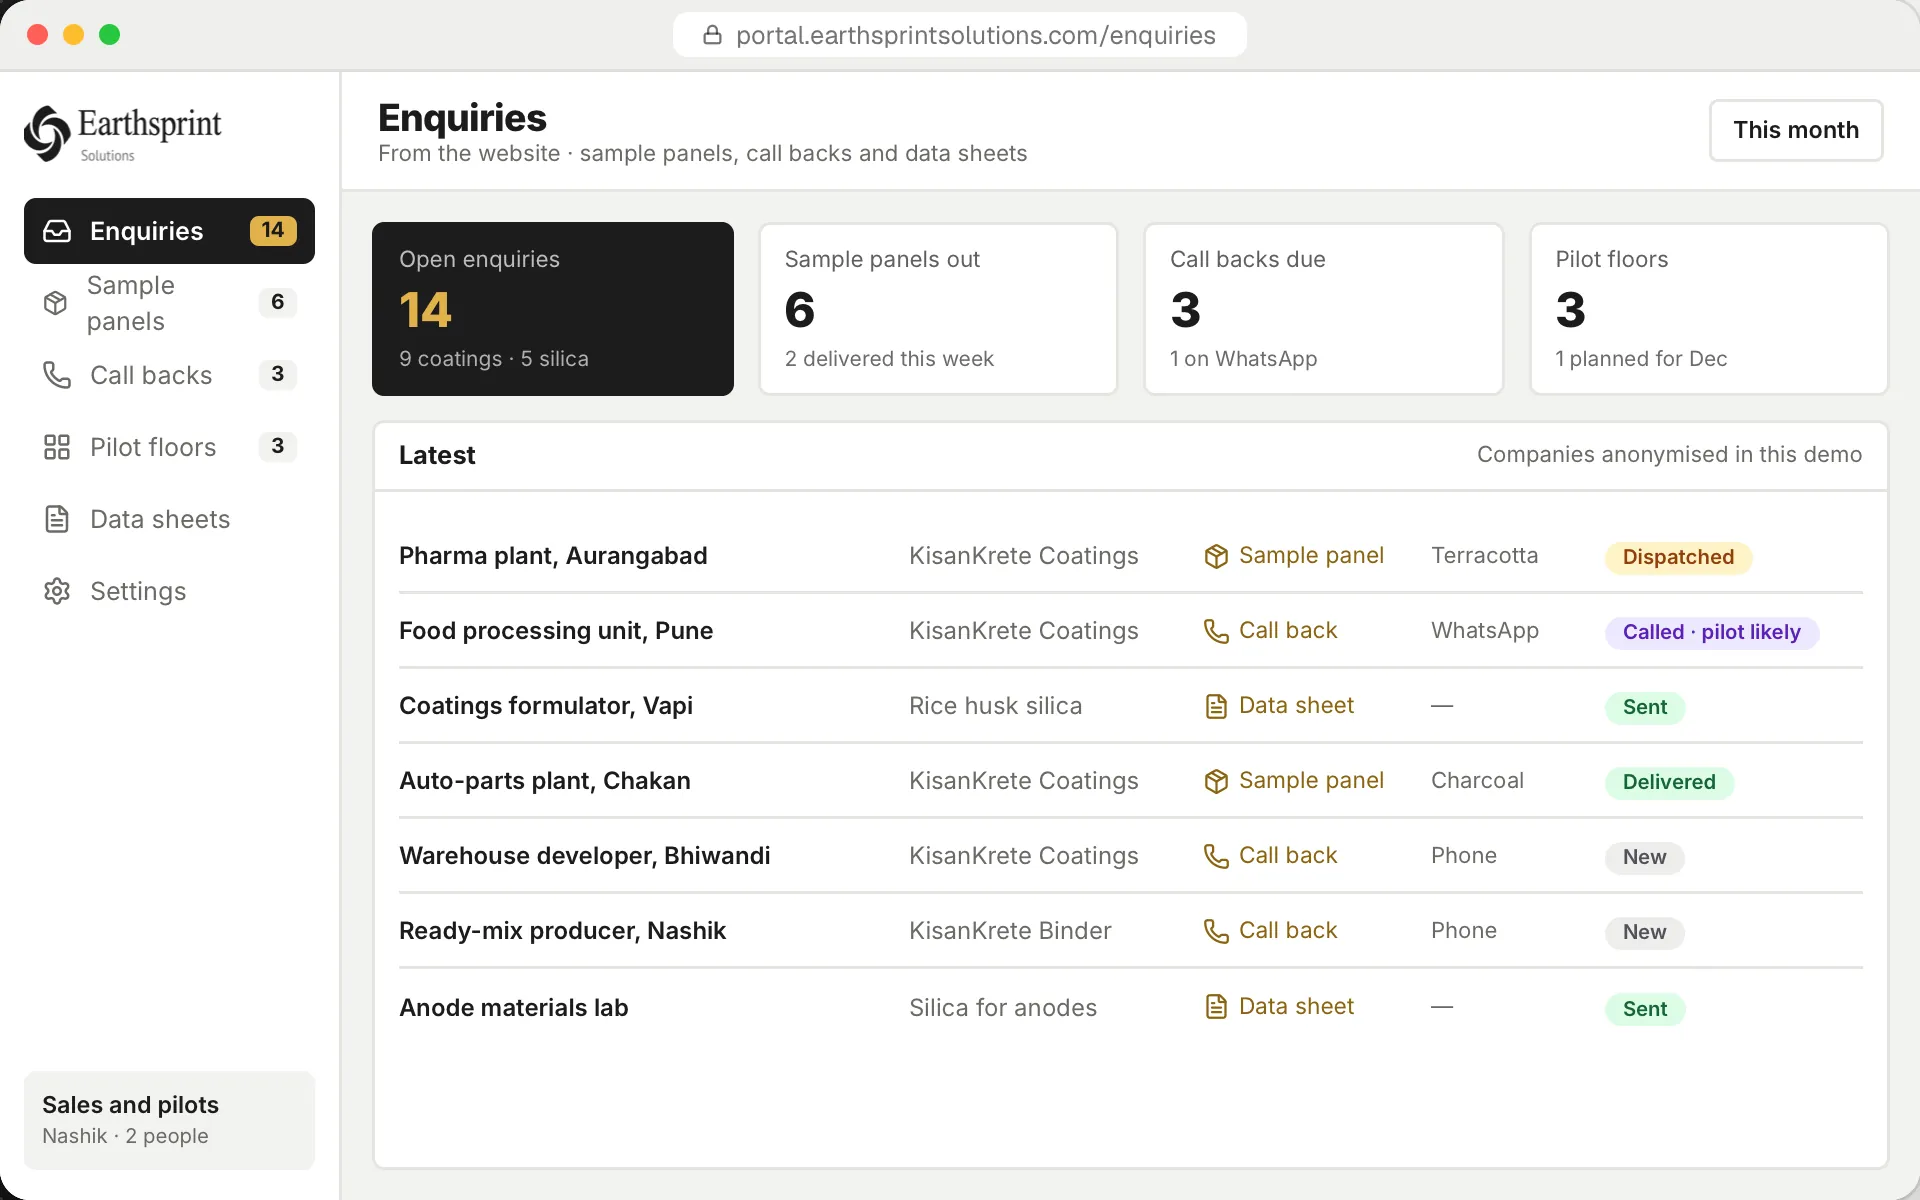 portal.earthsprintsolutions.com/enquiries
Earthsprint
Solutions
Enquiries 14
Sample panels 6
Call backs 3
Pilot floors 3
Data sheets
Settings
Sales and pilots
Nashik · 2 people
Enquiries
From the website · sample panels, call backs and data sheets
This month
Open enquiries
14
9 coatings · 5 silica
Sample panels out
6
2 delivered this week
Call backs due
3
1 on WhatsApp
Pilot floors
3
1 planned for Dec
Latest
Companies anonymised in this demo
Pharma plant, Aurangabad KisanKrete Coatings Sample panel Terracotta Dispatched
Food processing unit, Pune KisanKrete Coatings Call back WhatsApp Called · pilot likely
Coatings formulator, Vapi Rice husk silica Data sheet — Sent
Auto-parts plant, Chakan KisanKrete Coatings Sample panel Charcoal Delivered
Warehouse developer, Bhiwandi KisanKrete Coatings Call back Phone New
Ready-mix producer, Nashik KisanKrete Binder Call back Phone New
Anode materials lab Silica for anodes Data sheet — Sent